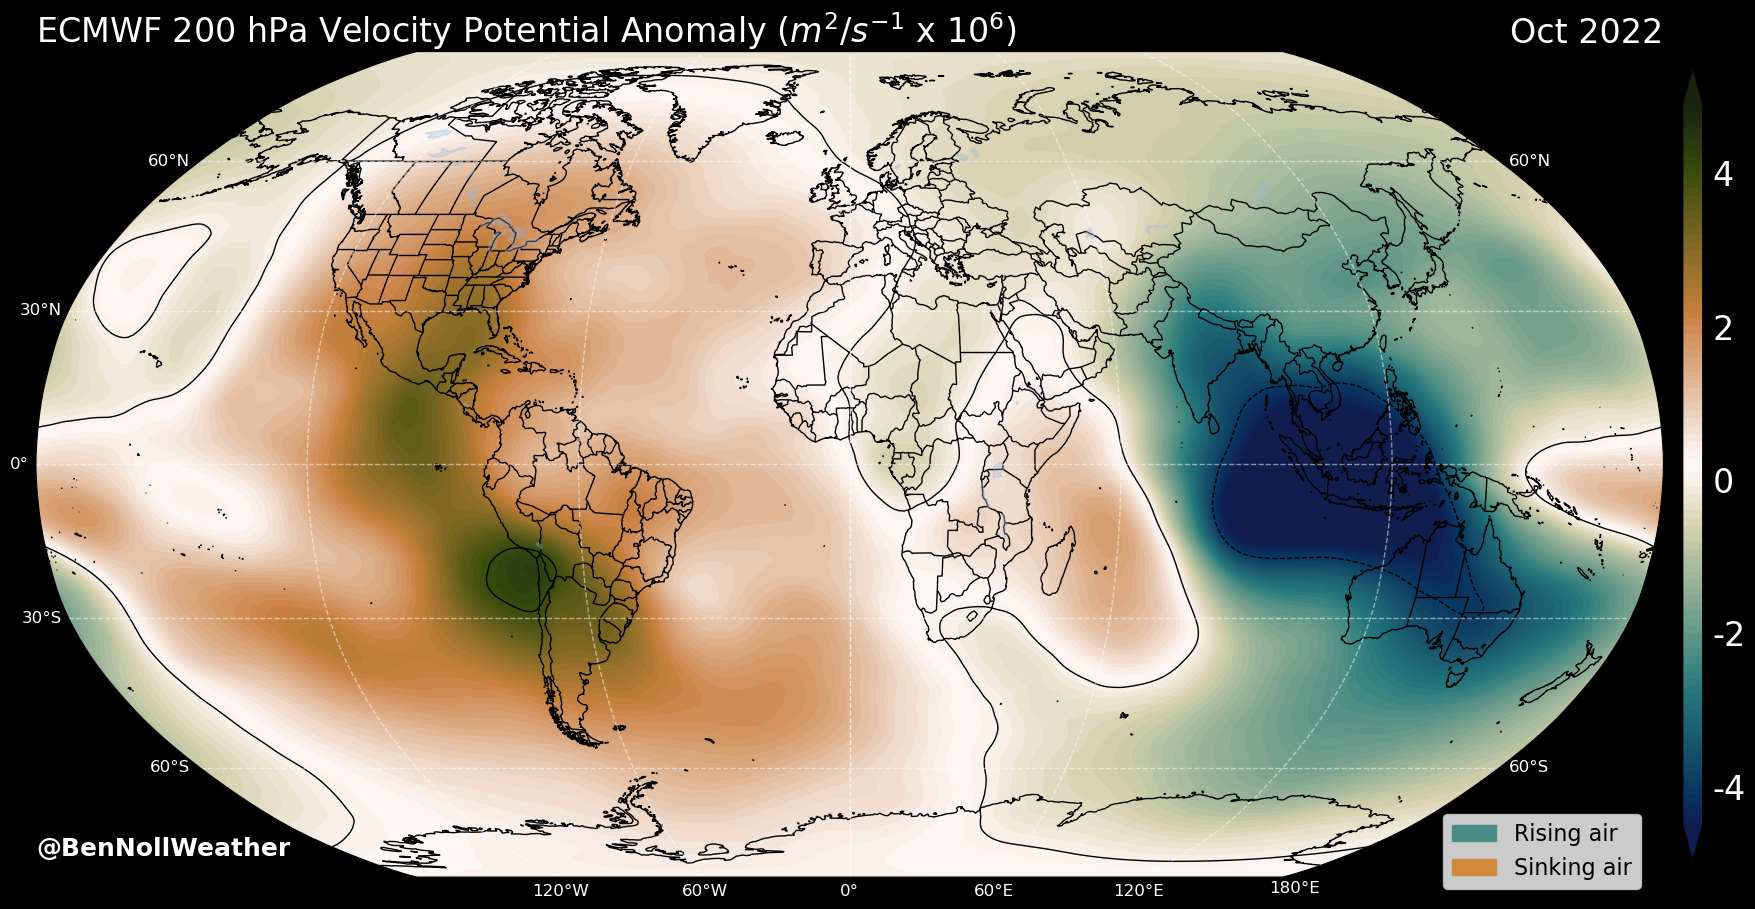 ECMWF 200 hPa Velocity Potential Anomaly (m²/s⁻¹ x 10⁶)
Oct 2022
60°N
60°N
4
30°N
2
0°
0
30°S
-2
60°S
60°S
-4
@BenNollWeather
Rising air
Sinking air
120°W
60°W
0°
60°E
120°E
180°E